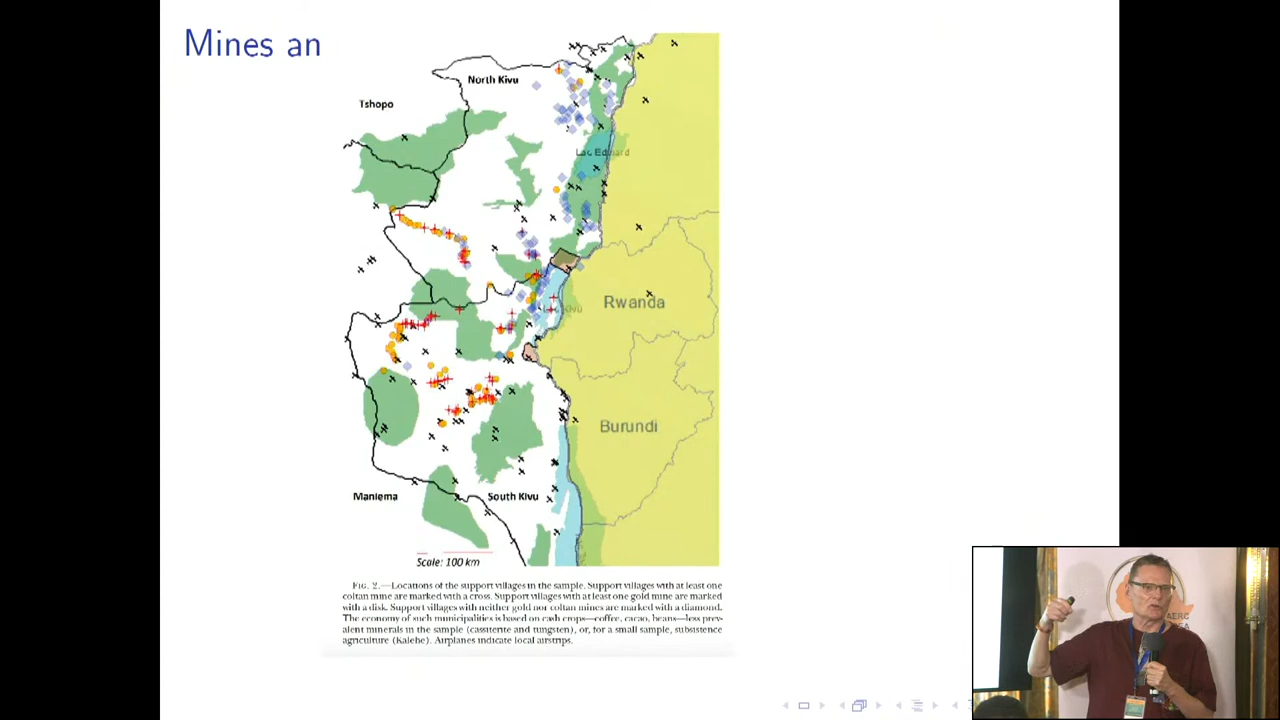 Mines an
North Kivu
Tshopo
Lac Edward
Rwanda
Burundi
Maniema
South Kivu
Scale: 100 km
FIG. 2.—Locations of the support villages in the sample. Support villages with at least one
coltan mine are marked with a cross. Support villages with at least one gold mine are marked
with a disk. Support villages with neither gold nor coltan mines are marked with a diamond.
The economy of such municipalities is based on cash crops—coffee, cacao, beans—less prev-
alent minerals in the sample (cassiterite and tungsten), or, for a small sample, subsistence
agriculture (Kalehe). Airplanes indicate local airstrips.
AERC